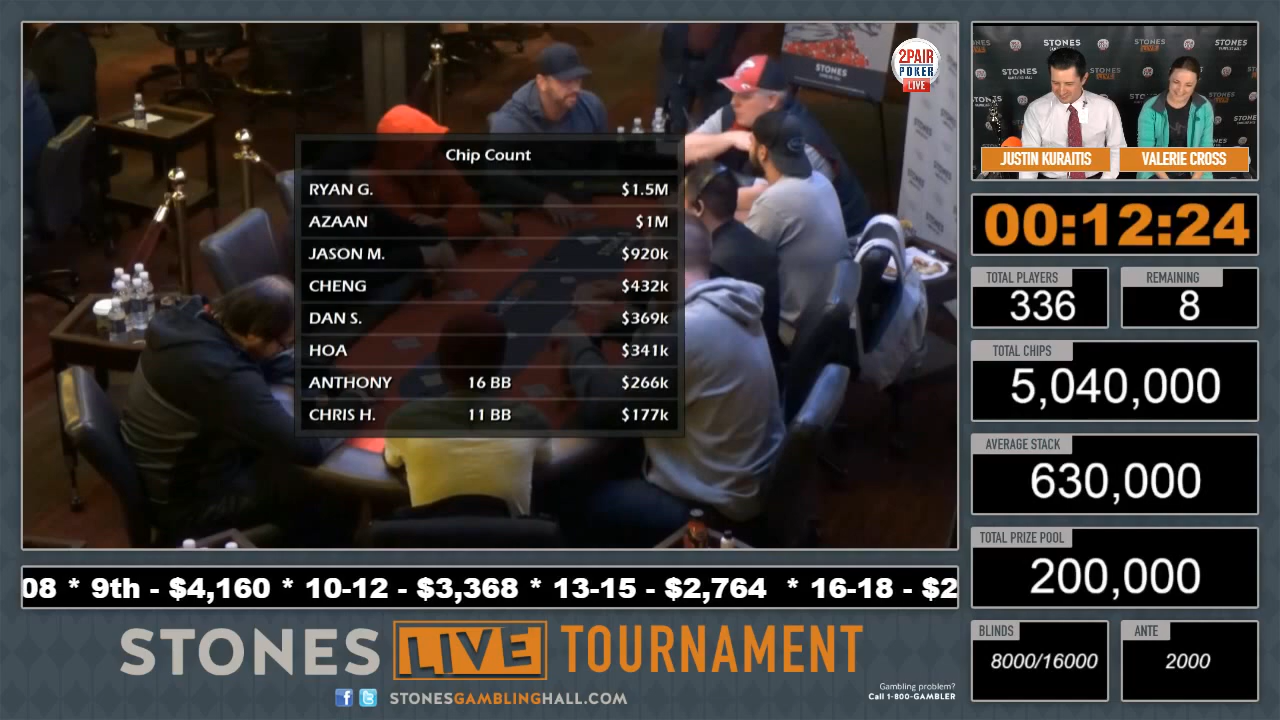 2PAIR
POKER
LIVE
STONES
Chip Count
RYAN G. $1.5M
AZAAN $1M
JASON M. $920k
CHENG $432k
DAN S. $369k
HOA $341k
ANTHONY 16 BB $266k
CHRIS H. 11 BB $177k
STONES
STONES
STONES
JUSTIN KURAITIS
VALERIE CROSS
00:12:24
TOTAL PLAYERS
336
REMAINING
8
TOTAL CHIPS
5,040,000
AVERAGE STACK
630,000
TOTAL PRIZE POOL
200,000
BLINDS
8000/16000
ANTE
2000
08 * 9th - $4,160 * 10-12 - $3,368 * 13-15 - $2,764 * 16-18 - $2
STONES LIVE TOURNAMENT
STONESGAMBLINGHALL.COM
Gambling problem?
Call 1-800-GAMBLER